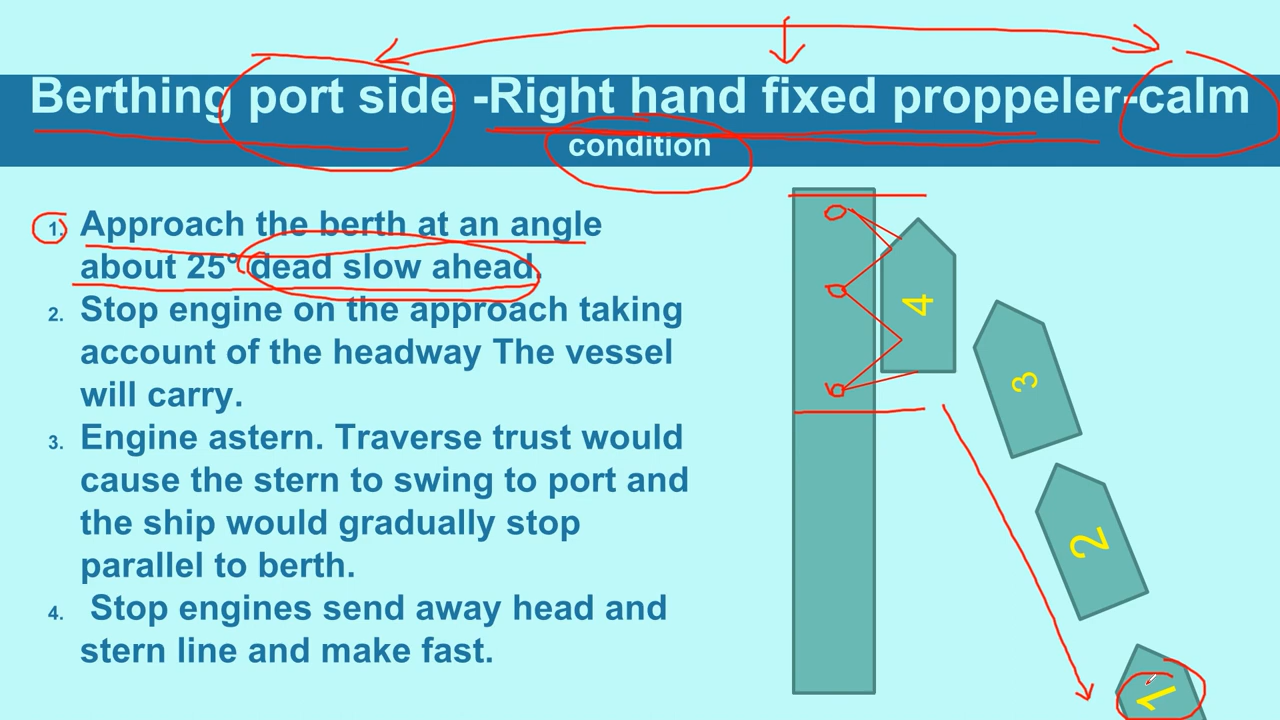 Berthing port side -Right hand fixed proppeler-calm
condition
1. Approach the berth at an angle
about 25° dead slow ahead.
2. Stop engine on the approach taking
account of the headway The vessel
will carry.
3. Engine astern. Traverse trust would
cause the stern to swing to port and
the ship would gradually stop
parallel to berth.
4. Stop engines send away head and
stern line and make fast.
4
3
2
1